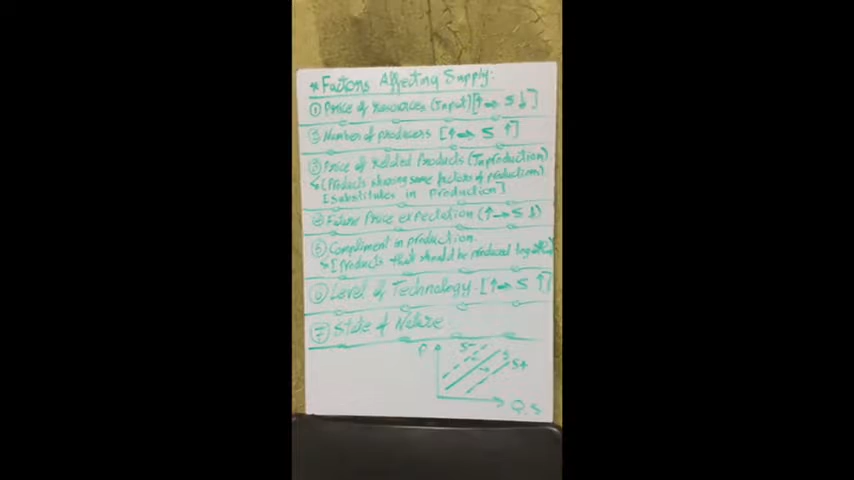 * Factors Affecting Supply:
① Price of Resources (Input) [↑ → S ↓]
② Number of producers [↑ → S ↑]
③ Price of Related Products (In production)
* (Products sharing same factors of production)
[Substitutes in production]
④ Future Price expectation (↑ → S ↓)
⑤ Compliment in production.
* [Products that should be produced
⑥ Level of Technology. [↑ → S ↑]
⑦ State of Nature
P
S-
S
S+
Q.S